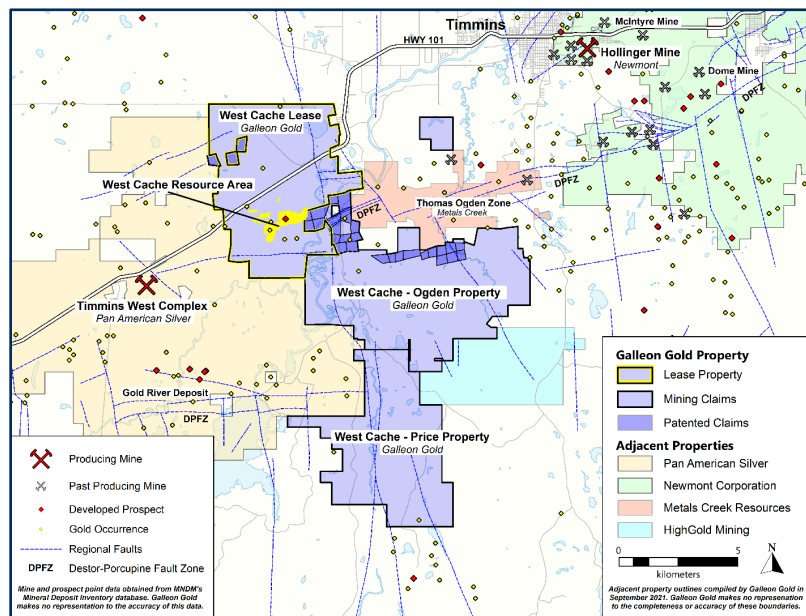 Timmins
McIntyre Mine
HWY 101
Hollinger Mine
Newmont
Dome Mine
DPFZ
West Cache Lease
Galleon Gold
West Cache Resource Area
DPFZ
Thomas Ogden Zone
Metals Creek
DPFZ
West Cache - Ogden Property
Galleon Gold
Timmins West Complex
Pan American Silver
Gold River Deposit
DPFZ
West Cache - Price Property
Galleon Gold
Producing Mine
Past Producing Mine
Developed Prospect
Gold Occurrence
Regional Faults
DPFZ Destor-Porcupine Fault Zone
Mine and prospect point data obtained from MNDM's
Mineral Deposit Inventory database. Galleon Gold
makes no representation to the accuracy of this data.
Galleon Gold Property
Lease Property
Mining Claims
Patented Claims
Adjacent Properties
Pan American Silver
Newmont Corporation
Metals Creek Resources
HighGold Mining
0 5
kilometers
N
Adjacent property outlines compiled by Galleon Gold in
September 2021. Galleon Gold makes no represenation
to the completeness or accuracy of these boundaries